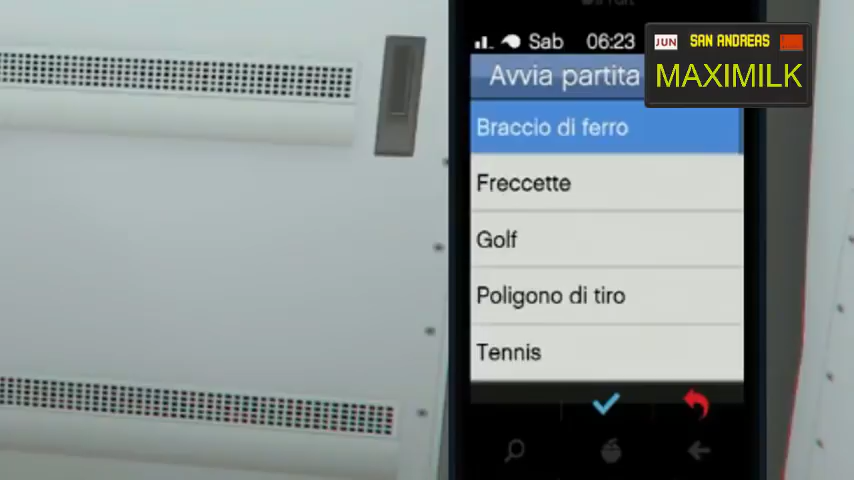 Sab 06:23
JUN SAN ANDREAS
MAXIMILK
Avvia partita
Braccio di ferro
Freccette
Golf
Poligono di tiro
Tennis